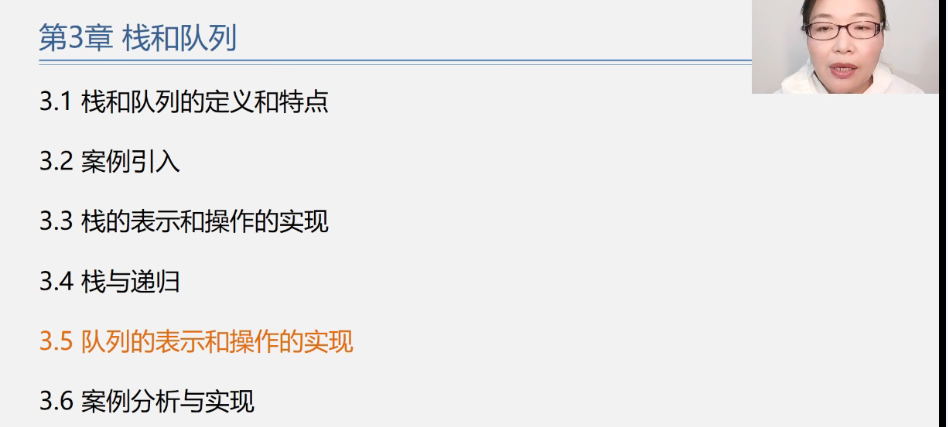 第3章 栈和队列
3.1 栈和队列的定义和特点
3.2 案例引入
3.3 栈的表示和操作的实现
3.4 栈与递归
3.5 队列的表示和操作的实现
3.6 案例分析与实现